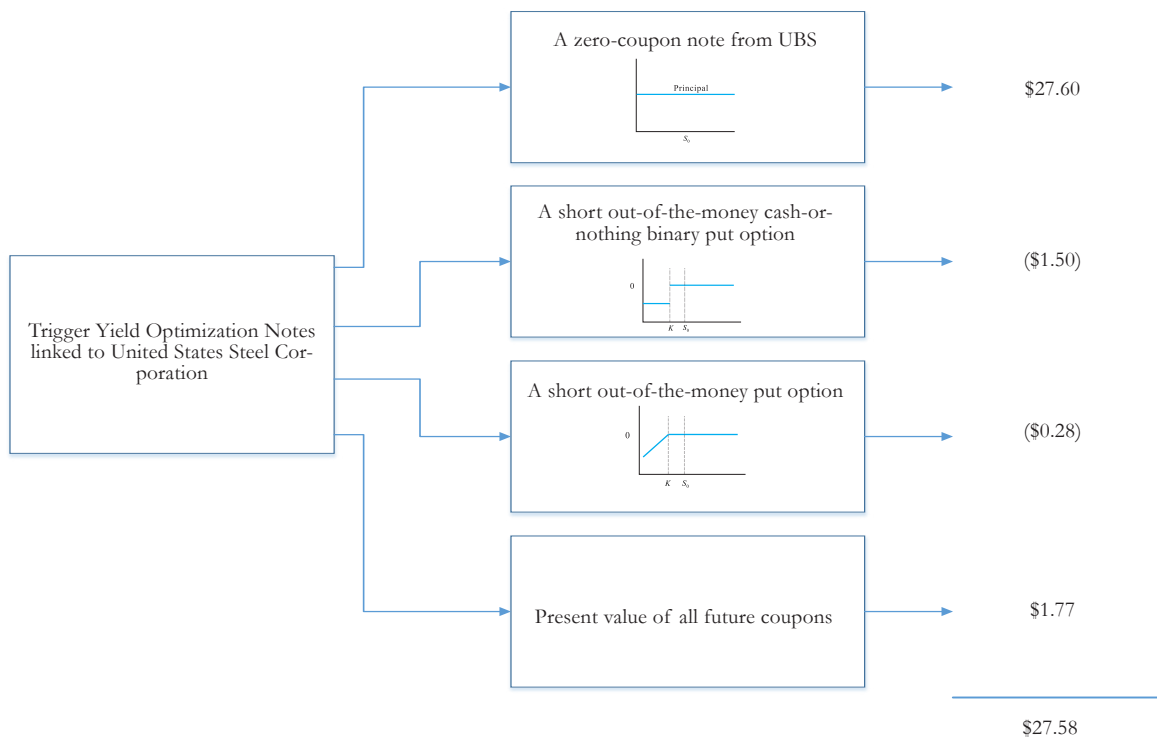 A zero-coupon note from UBS
Principal
S0
$27.60
A short out-of-the-money cash-or-
nothing binary put option
0
K S0
($1.50)
Trigger Yield Optimization Notes
linked to United States Steel Cor-
poration
A short out-of-the-money put option
0
K S0
($0.28)
Present value of all future coupons
$1.77
$27.58